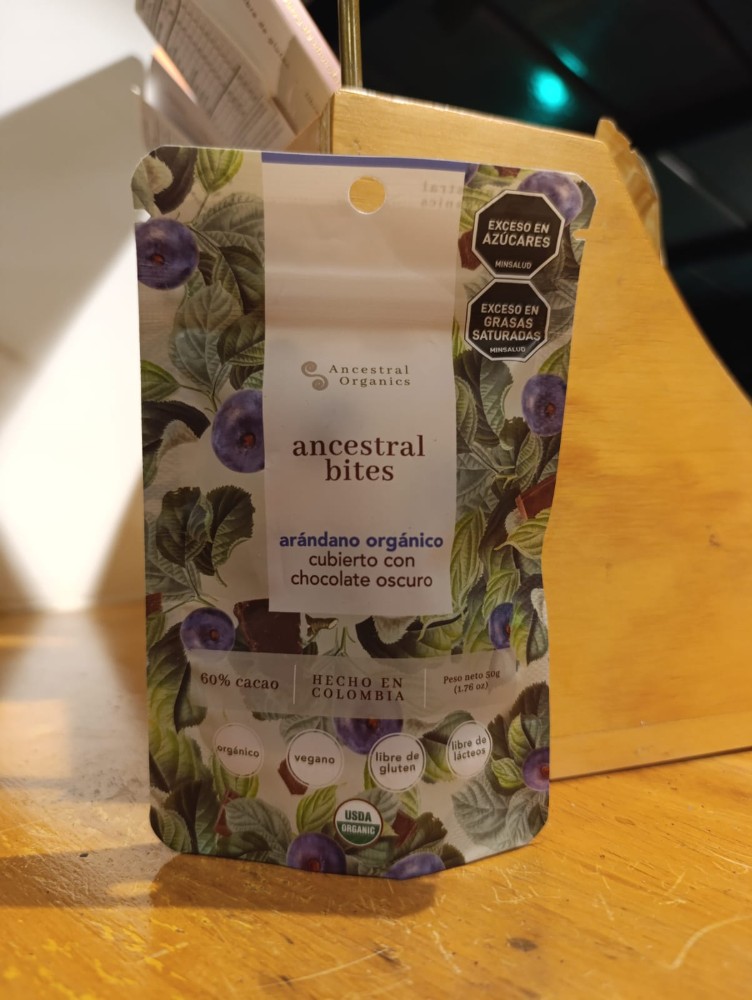 EXCESO EN
AZÚCARES
MINSALUD
EXCESO EN
GRASAS
SATURADAS
MINSALUD
Ancestral
Organics
ancestral
bites
arándano orgánico
cubierto con
chocolate oscuro
60% cacao
HECHO EN
COLOMBIA
Peso neto 50g
(1.76 oz)
orgánico
vegano
libre de
gluten
libre de
lácteos
USDA
ORGANIC